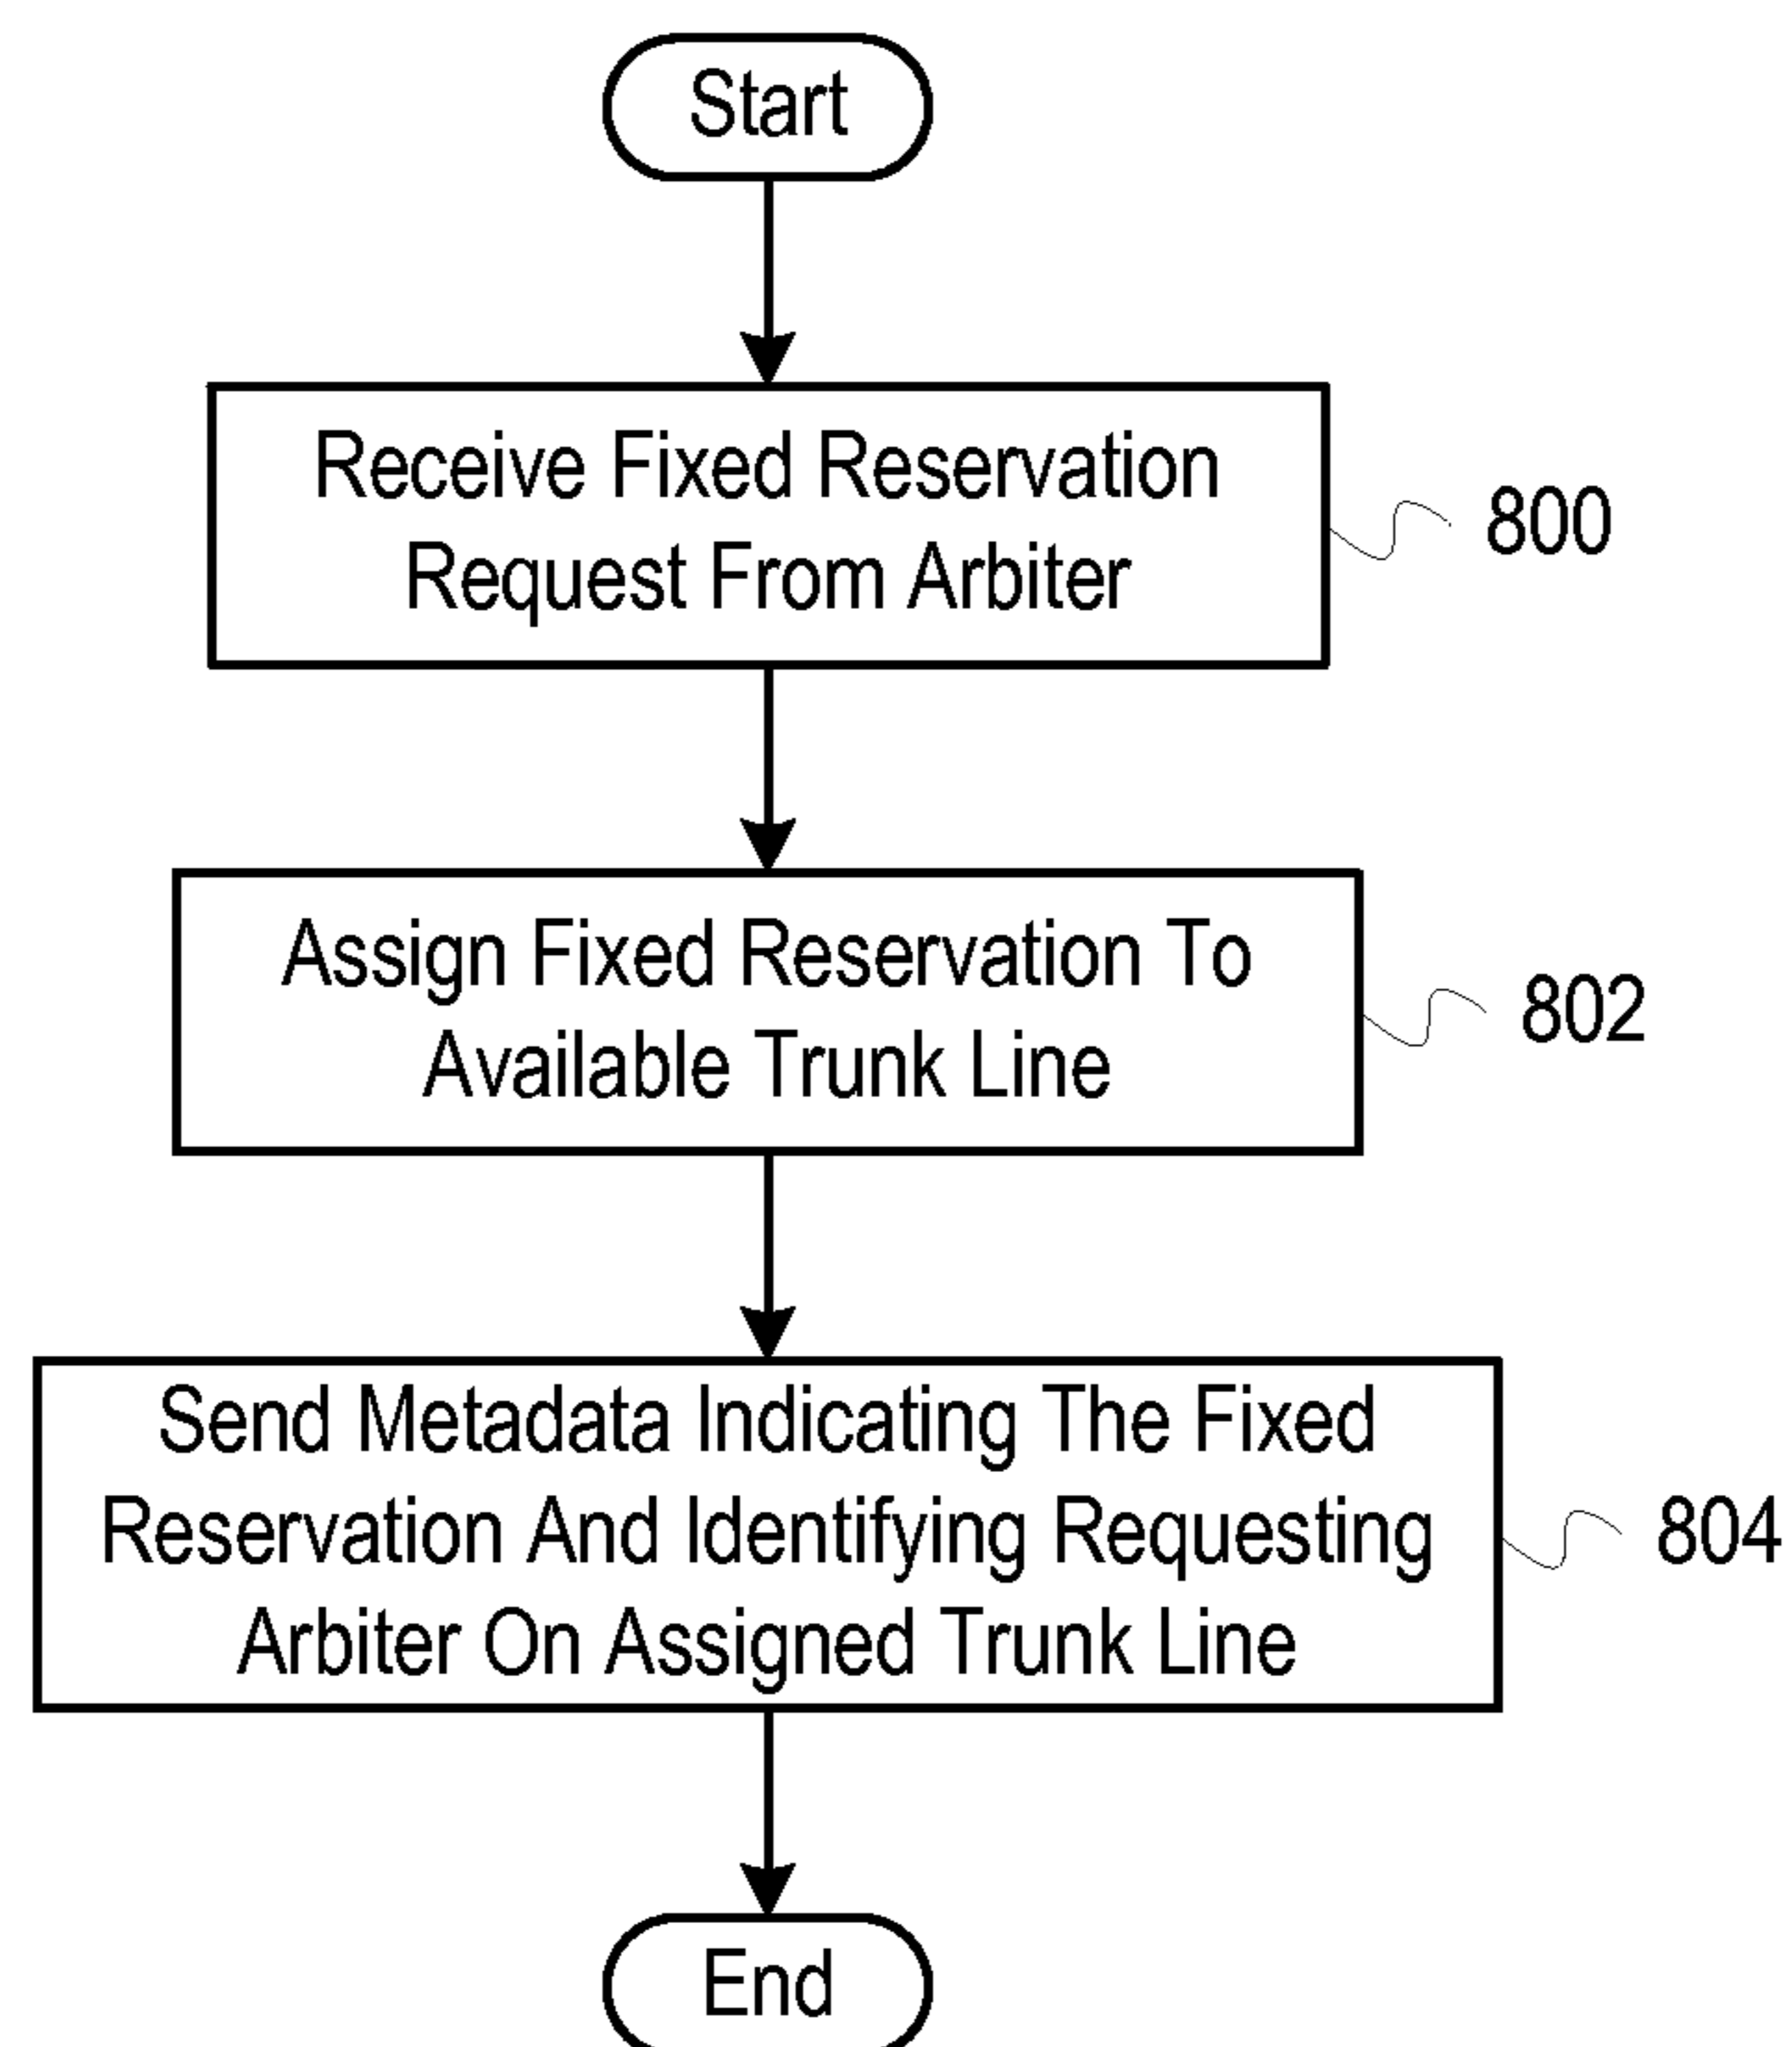 Start
Receive Fixed Reservation
Request From Arbiter
800
Assign Fixed Reservation To
Available Trunk Line
802
Send Metadata Indicating The Fixed
Reservation And Identifying Requesting
Arbiter On Assigned Trunk Line
804
End